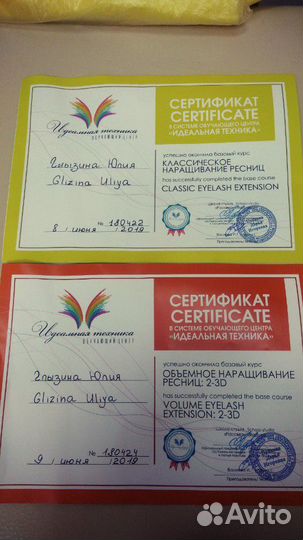 Идеальная техника
ОБУЧАЮЩИЙ ЦЕНТР
Глызина Юлия
Glizina Uliya
№ 180422
8 / июня / 2019
СЕРТИФИКАТ
CERTIFICATE
В СИСТЕМЕ ОБУЧАЮЩЕГО ЦЕНТРА
«ИДЕАЛЬНАЯ ТЕХНИКА»
успешно окончила базовый курс
КЛАССИЧЕСКОЕ
НАРАЩИВАНИЕ РЕСНИЦ
has successfully completed the base course
CLASSIC EYELASH EXTENSION
Идеальная техника
ОБУЧАЮЩИЙ ЦЕНТР
Глызина Юлия
Glizina Uliya
№ 180424
9 / июня / 2019
СЕРТИФИКАТ
CERTIFICATE
В СИСТЕМЕ ОБУЧАЮЩЕГО ЦЕНТРА
«ИДЕАЛЬНАЯ ТЕХНИКА»
успешно окончила базовый курс
ОБЪЕМНОЕ НАРАЩИВАНИЕ
РЕСНИЦ: 2-3D
has successfully completed the base course
VOLUME EYELASH
EXTENSION: 2-3D
Avito